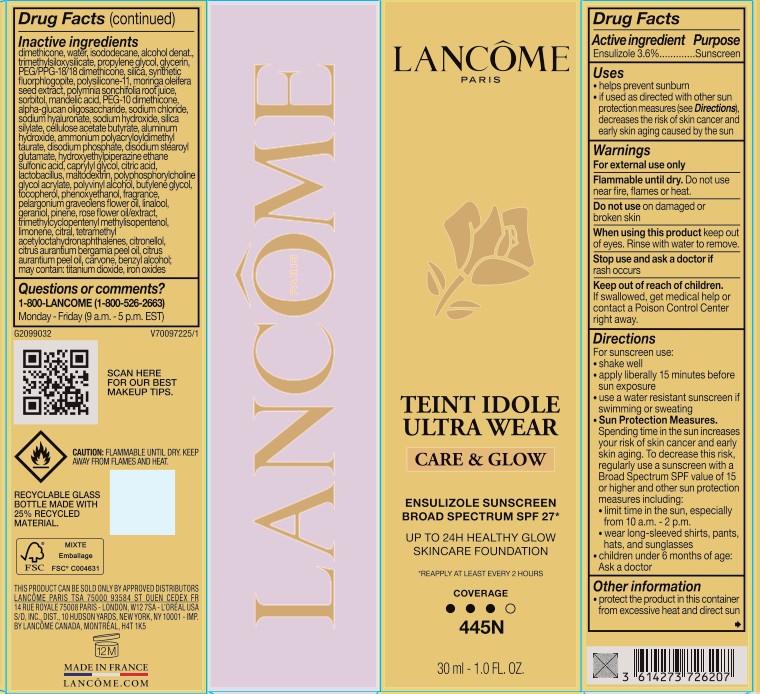 Drug Facts (continued)
Inactive ingredients
dimethicone, water, isododecane, alcohol denat.,
trimethylsiloxysilicate, propylene glycol, glycerin,
PEG/PPG-18/18 dimethicone, silica, synthetic
fluorphlogopite, polysilicone-11, moringa oleifera
seed extract, polymnia sonchifolia root juice,
sorbitol, mandelic acid, PEG-10 dimethicone,
alpha-glucan oligosaccharide, sodium chloride,
sodium hyaluronate, sodium hydroxide, silica
silylate, cellulose acetate butyrate, aluminum
hydroxide, ammonium polyacryloyldimethyl
taurate, disodium phosphate, disodium stearoyl
glutamate, hydroxyethylpiperazine ethane
sulfonic acid, caprylyl glycol, citric acid,
lactobacillus, maltodextrin, polyphosphorylcholine
glycol acrylate, polyvinyl alcohol, butylene glycol,
tocopherol, phenoxyethanol, fragrance,
pelargonium graveolens flower oil, linalool,
geraniol, pinene, rose flower oil/extract,
trimethylcyclopentenyl methylisopentenol,
limonene, citral, tetramethyl
acetyloctahydronaphthalenes, citronellol,
citrus aurantium bergamia peel oil, citrus
aurantium peel oil, carvone, benzyl alcohol;
may contain: titanium dioxide, iron oxides
Questions or comments?
1-800-LANCOME (1-800-526-2663)
Monday - Friday (9 a.m. - 5 p.m. EST)
G2099032 V70097225/1
SCAN HERE
FOR OUR BEST
MAKEUP TIPS.
CAUTION: FLAMMABLE UNTIL DRY. KEEP
AWAY FROM FLAMES AND HEAT.
RECYCLABLE GLASS
BOTTLE MADE WITH
25% RECYCLED
MATERIAL.
FSC
MIXTE
Emballage
FSC® C004631
THIS PRODUCT CAN BE SOLD ONLY BY APPROVED DISTRIBUTORS
LANCÔME PARIS TSA 75000 93584 ST OUEN CEDEX FR
14 RUE ROYALE 75008 PARIS - LONDON, W12 7SA - L'ORÉAL USA
S/D, INC., DIST., 10 HUDSON YARDS, NEW YORK, NY 10001 - IMP.
BY LANCÔME CANADA, MONTRÉAL, H4T 1K5
12M
MADE IN FRANCE
LANCÔME.COM
LANCÔME
PARIS
LANCÔME
PARIS
TEINT IDOLE
ULTRA WEAR
CARE & GLOW
ENSULIZOLE SUNSCREEN
BROAD SPECTRUM SPF 27*
UP TO 24H HEALTHY GLOW
SKINCARE FOUNDATION
*REAPPLY AT LEAST EVERY 2 HOURS
COVERAGE
445N
30 ml - 1.0 FL. OZ.
Drug Facts
Active ingredient Purpose
Ensulizole 3.6%.............Sunscreen
Uses
• helps prevent sunburn
• if used as directed with other sun
protection measures (see Directions),
decreases the risk of skin cancer and
early skin aging caused by the sun
Warnings
For external use only
Flammable until dry. Do not use
near fire, flames or heat.
Do not use on damaged or
broken skin
When using this product keep out
of eyes. Rinse with water to remove.
Stop use and ask a doctor if
rash occurs
Keep out of reach of children.
If swallowed, get medical help or
contact a Poison Control Center
right away.
Directions
For sunscreen use:
• shake well
• apply liberally 15 minutes before
sun exposure
• use a water resistant sunscreen if
swimming or sweating
• Sun Protection Measures.
Spending time in the sun increases
your risk of skin cancer and early
skin aging. To decrease this risk,
regularly use a sunscreen with a
Broad Spectrum SPF value of 15
or higher and other sun protection
measures including:
• limit time in the sun, especially
from 10 a.m. - 2 p.m.
• wear long-sleeved shirts, pants,
hats, and sunglasses
• children under 6 months of age:
Ask a doctor
Other information
• protect the product in this container
from excessive heat and direct sun
3 614273 726207